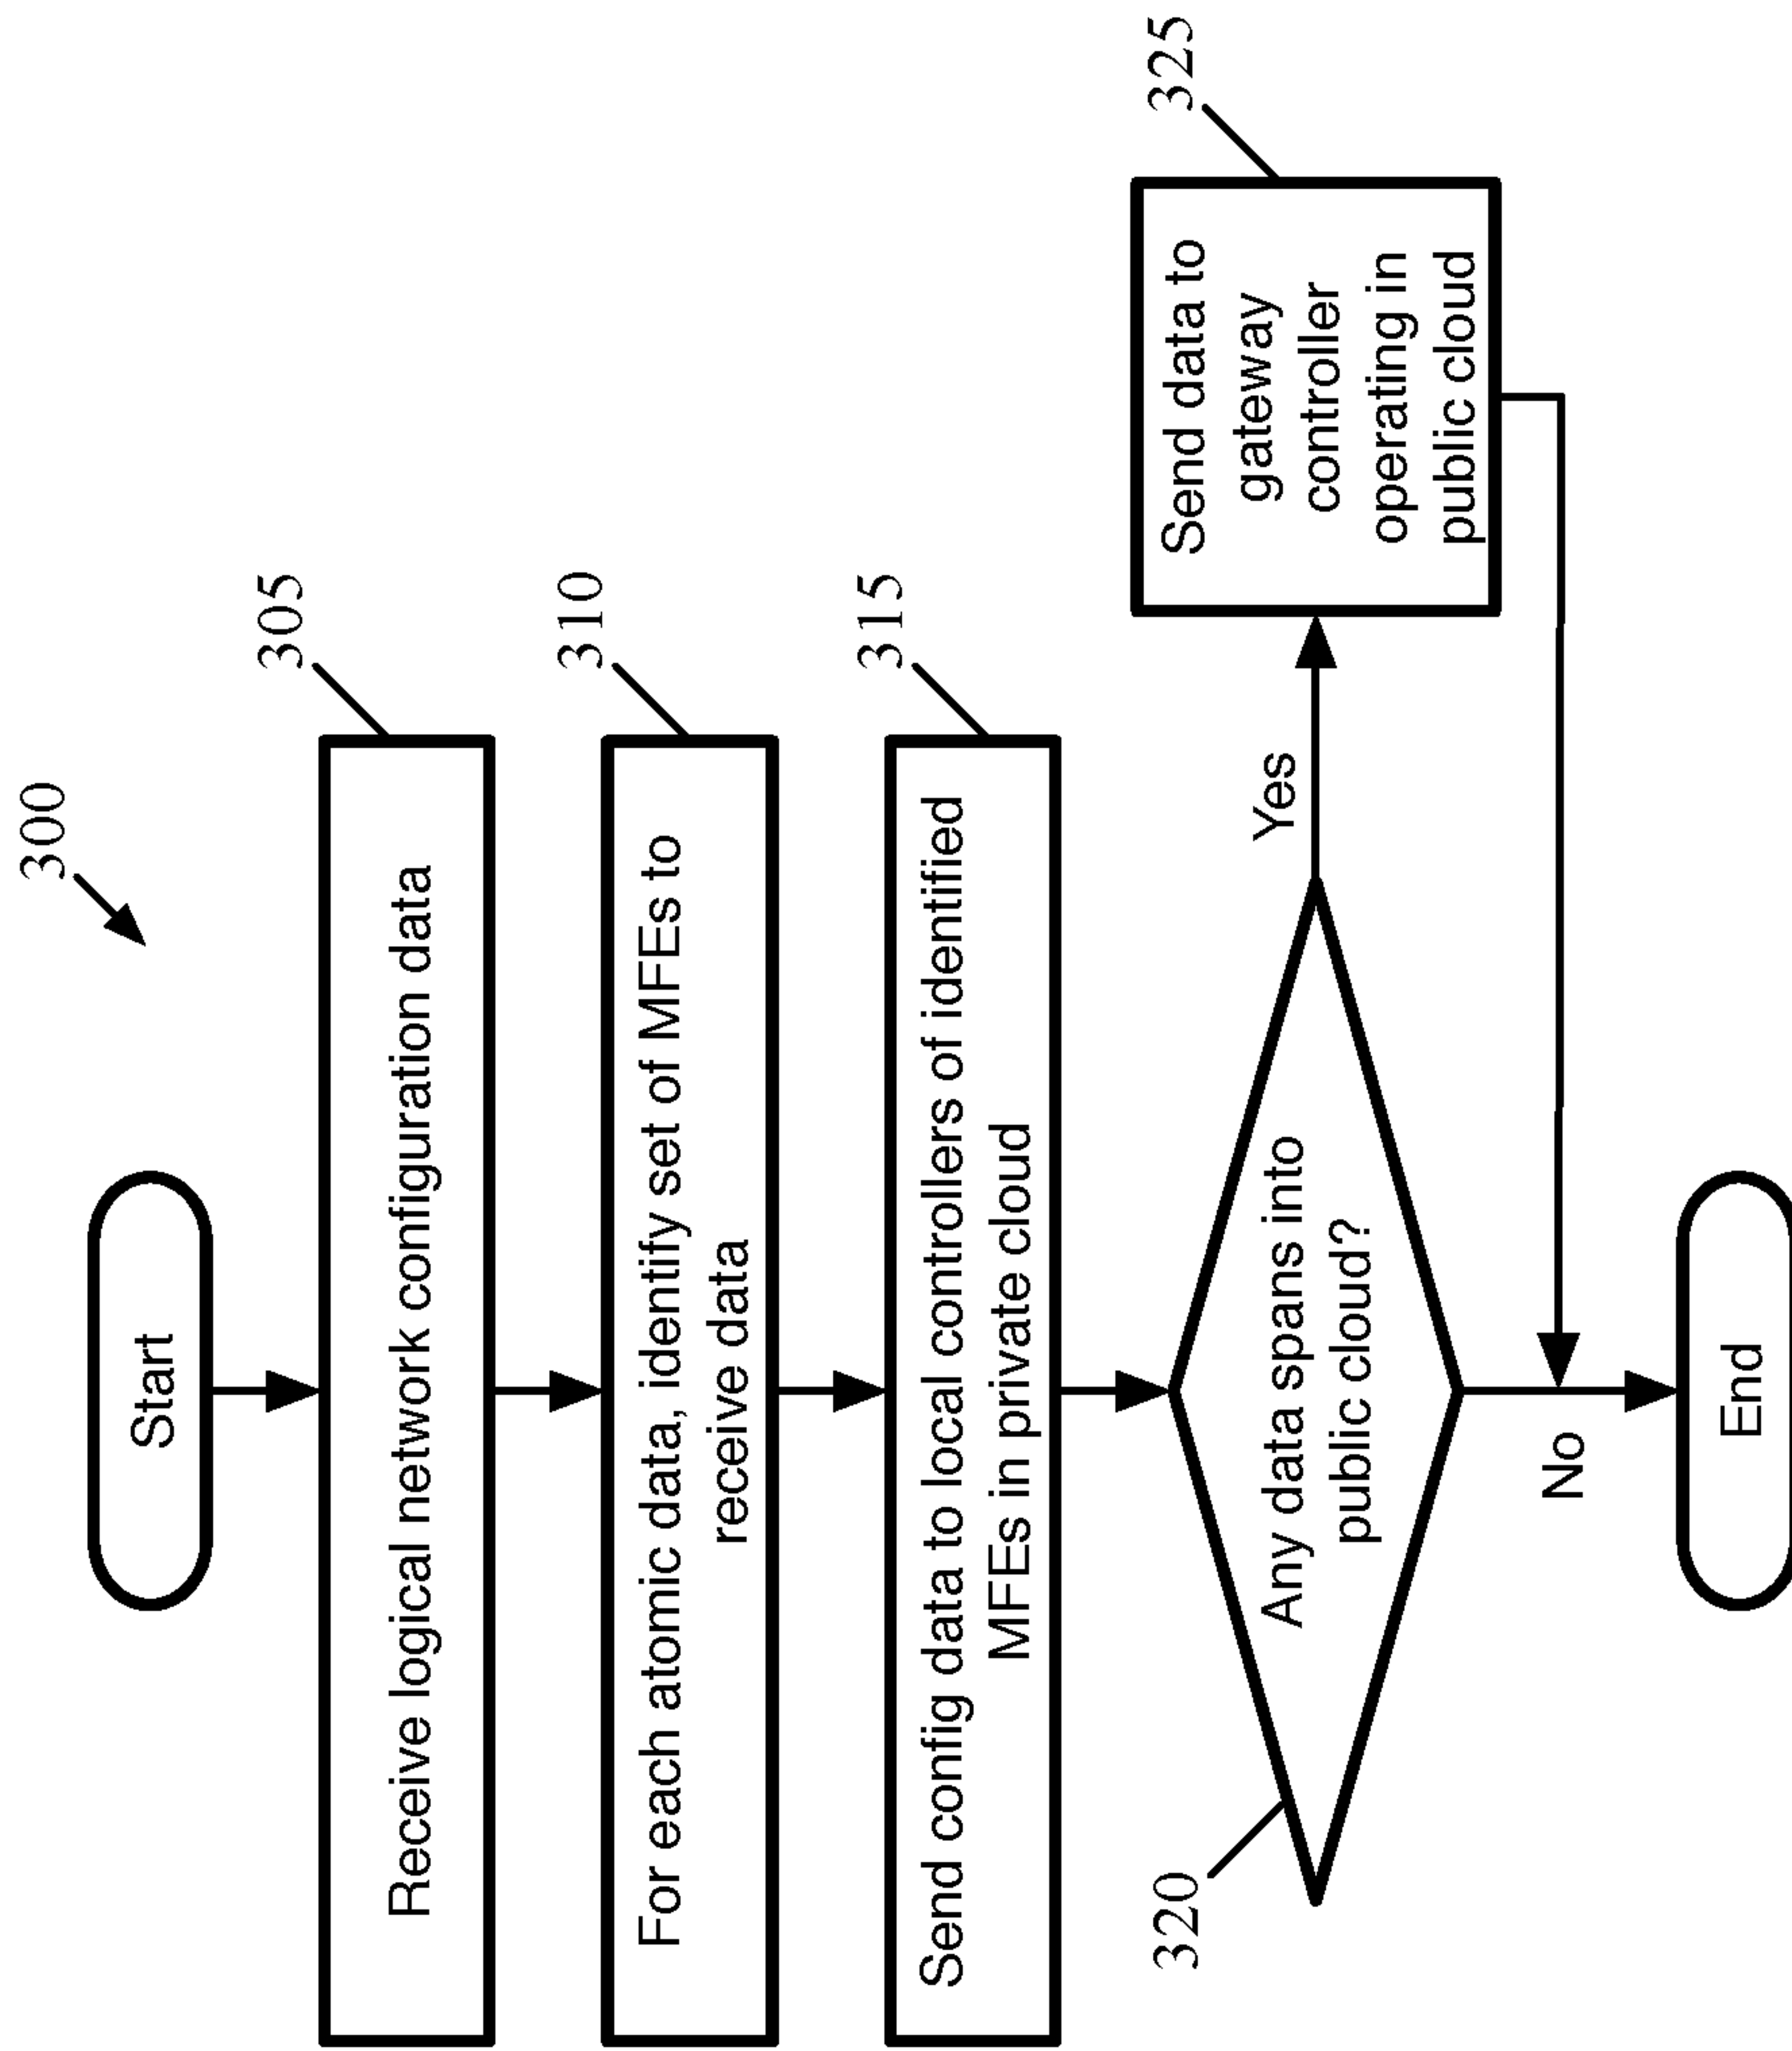 300
Start
305
Receive logical network configuration data
310
For each atomic data, identify set of MFEs to
receive data
315
Send config data to local controllers of identified
MFEs in private cloud
320
Any data spans into
public cloud?
Yes
325
Send data to
gateway
controller
operating in
public cloud
No
End